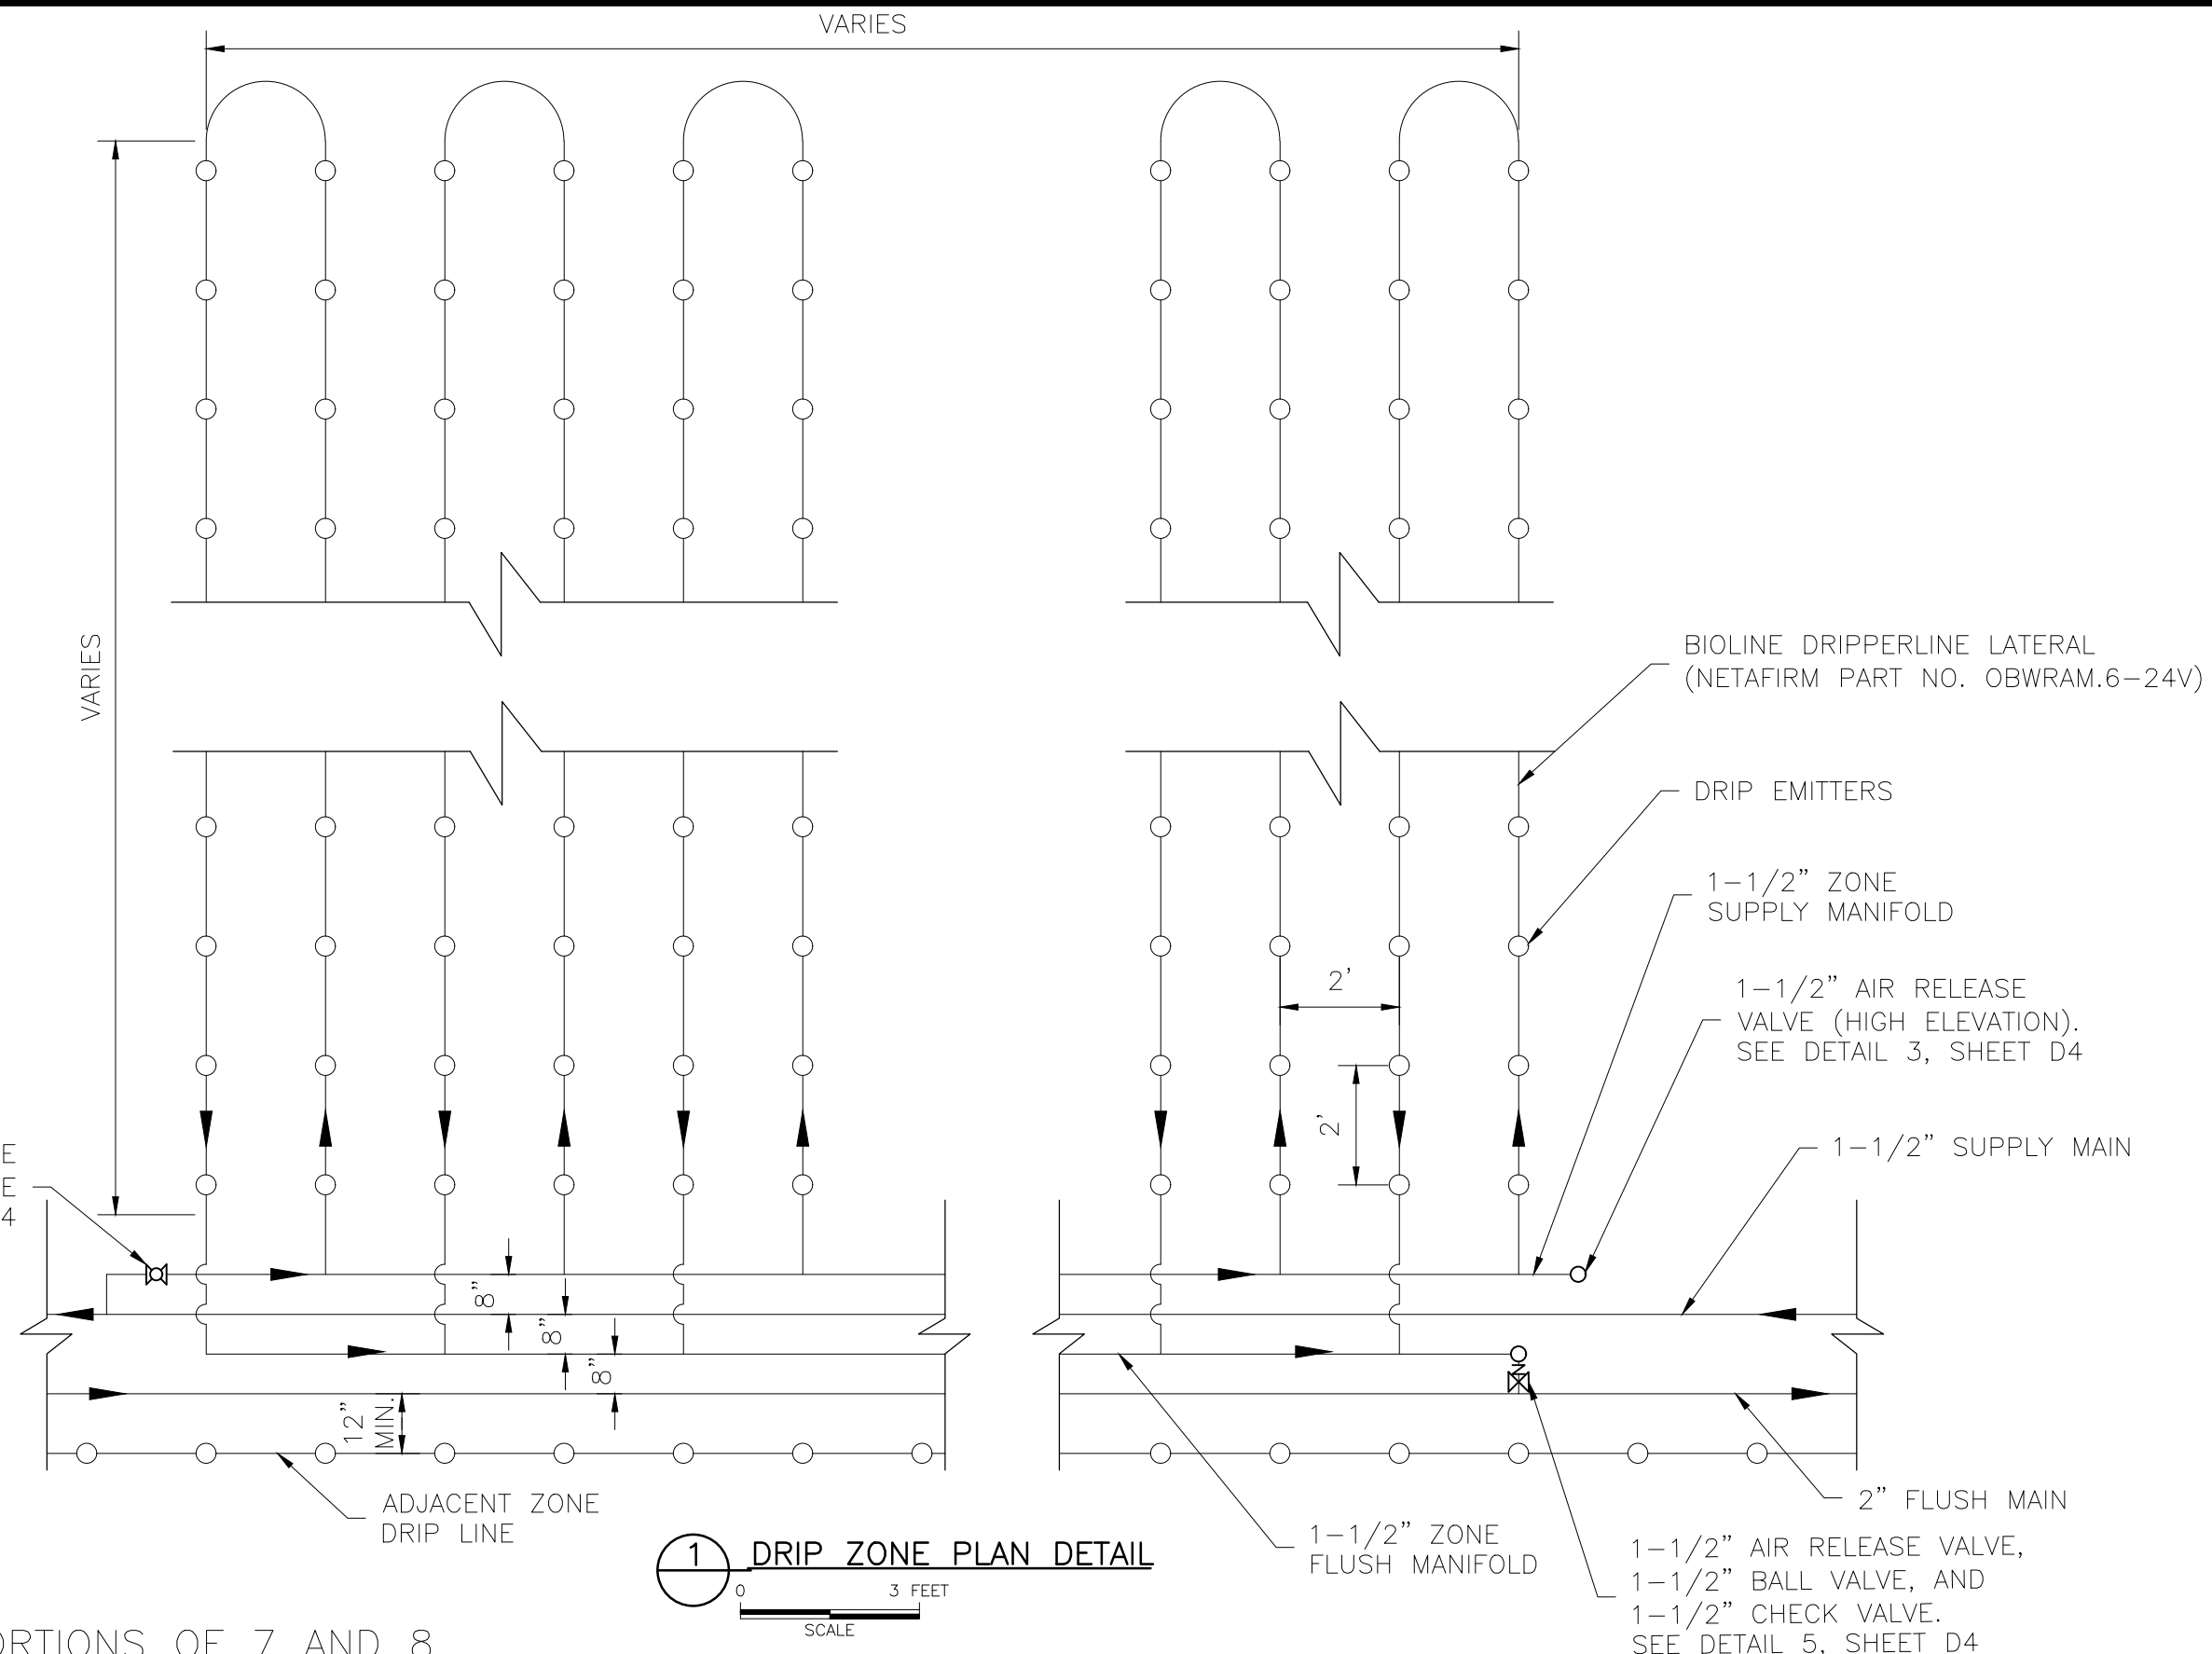 VARIES
VARIES
BIOLINE DRIPPERLINE LATERAL
(NETAFIRM PART NO. OBWRAM.6-24V)
DRIP EMITTERS
1-1/2" ZONE
SUPPLY MANIFOLD
2'
1-1/2" AIR RELEASE
VALVE (HIGH ELEVATION).
SEE DETAIL 3, SHEET D4
2'
1-1/2" SUPPLY MAIN
E
E
4
8"
8"
8"
12"
MIN.
ADJACENT ZONE
DRIP LINE
2" FLUSH MAIN
1-1/2" ZONE
FLUSH MANIFOLD
1-1/2" AIR RELEASE VALVE,
1-1/2" BALL VALVE, AND
1-1/2" CHECK VALVE.
SEE DETAIL 5, SHEET D4
1 DRIP ZONE PLAN DETAIL
0 3 FEET
SCALE
OF 7 AND 8